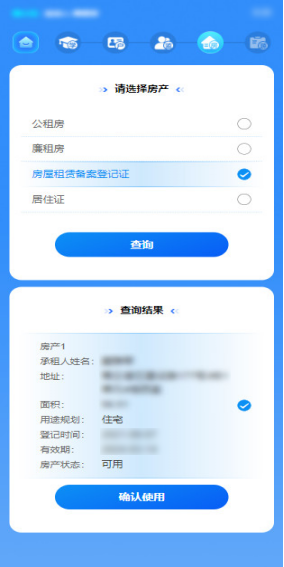 请选择房产
公租房
廉租房
房屋租赁备案登记证
居住证
查询
查询结果
房产1
承租人姓名：
地址：
面积：
用途规划： 住宅
登记时间：
有效期：
房产状态： 可用
确认使用